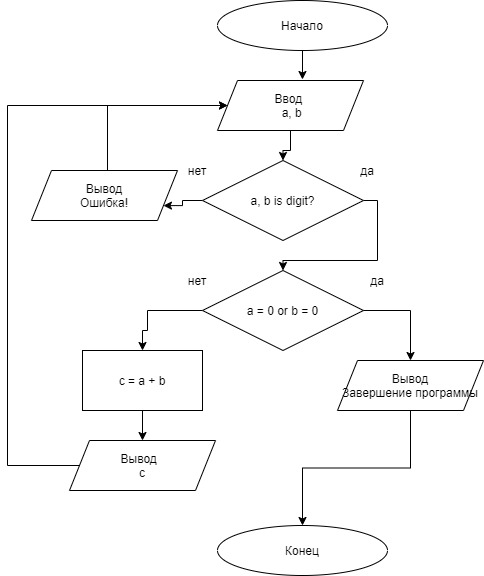 Начало
Ввод
a, b
нет
да
Вывод
Ошибка!
a, b is digit?
нет
да
a = 0 or b = 0
c = a + b
Вывод
Завершение программы
Вывод
c
Конец